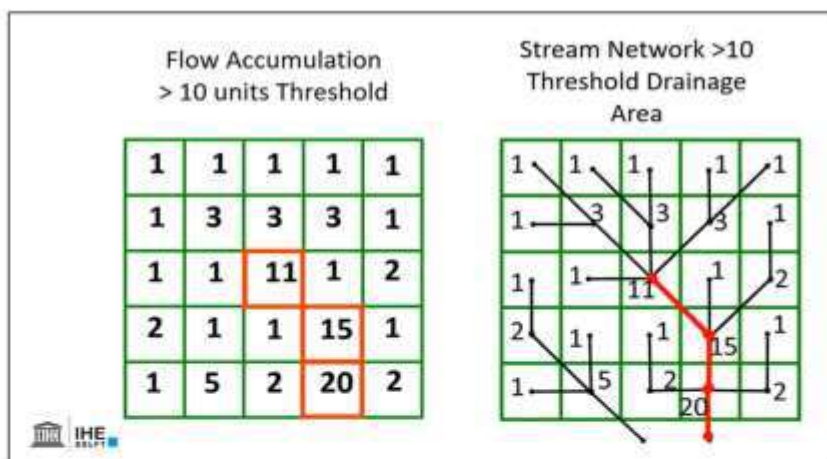 Flow Accumulation
> 10 units Threshold
1 1 1 1 1
1 3 3 3 1
1 1 11 1 2
2 1 1 15 1
1 5 2 20 2
Stream Network >10
Threshold Drainage
Area
1 1 1 1 1
1 3 3 3 1
1 1 11 1 2
2 1 1 15 1
1 5 2 20 2
IHE
DELFT